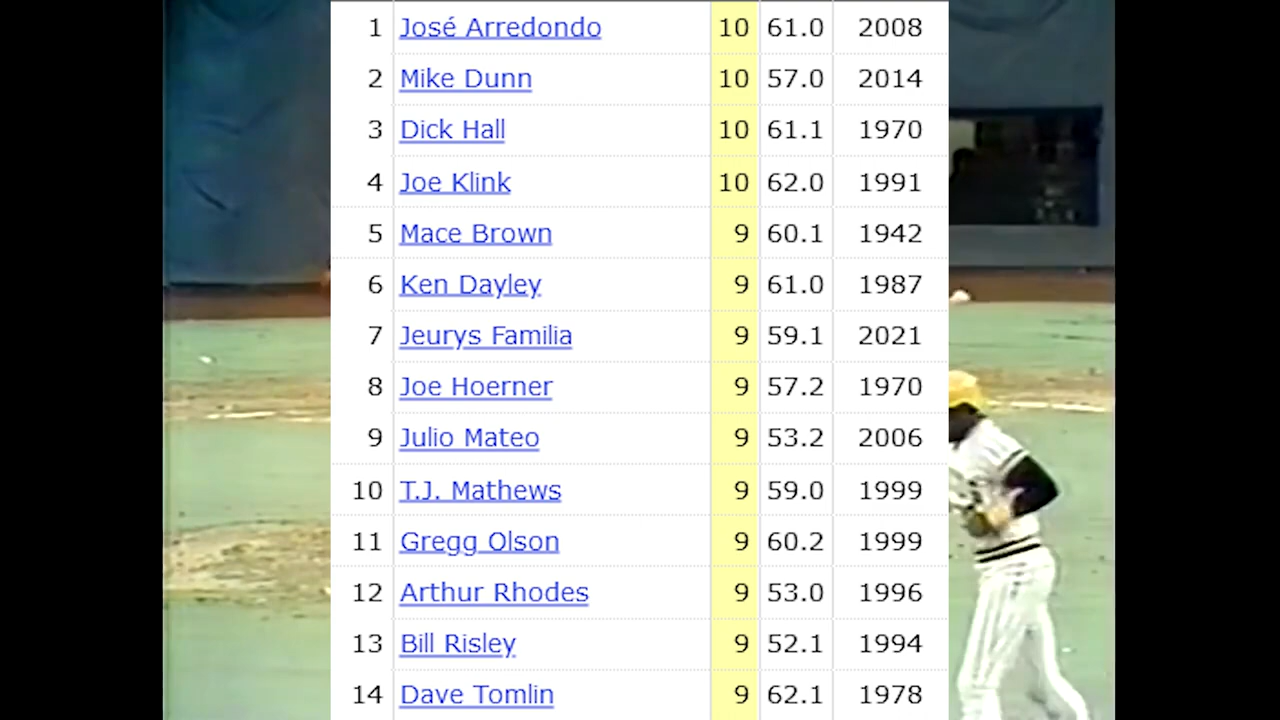 1 José Arredondo 10 61.0 2008
2 Mike Dunn 10 57.0 2014
3 Dick Hall 10 61.1 1970
4 Joe Klink 10 62.0 1991
5 Mace Brown 9 60.1 1942
6 Ken Dayley 9 61.0 1987
7 Jeurys Familia 9 59.1 2021
8 Joe Hoerner 9 57.2 1970
9 Julio Mateo 9 53.2 2006
10 T.J. Mathews 9 59.0 1999
11 Gregg Olson 9 60.2 1999
12 Arthur Rhodes 9 53.0 1996
13 Bill Risley 9 52.1 1994
14 Dave Tomlin 9 62.1 1978